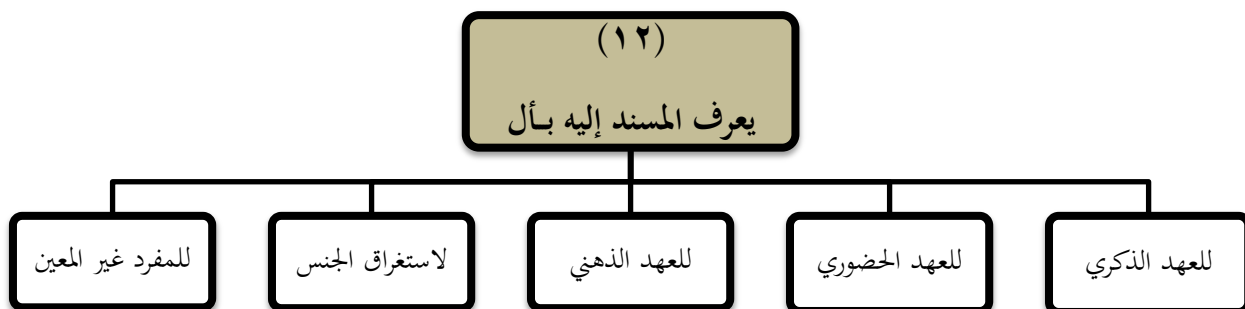 (١٢)
يعرف المسند إليه بـأل
للعهد الذكري
للعهد الحضوري
للعهد الذهني
لاستغراق الجنس
للمفرد غير المعين